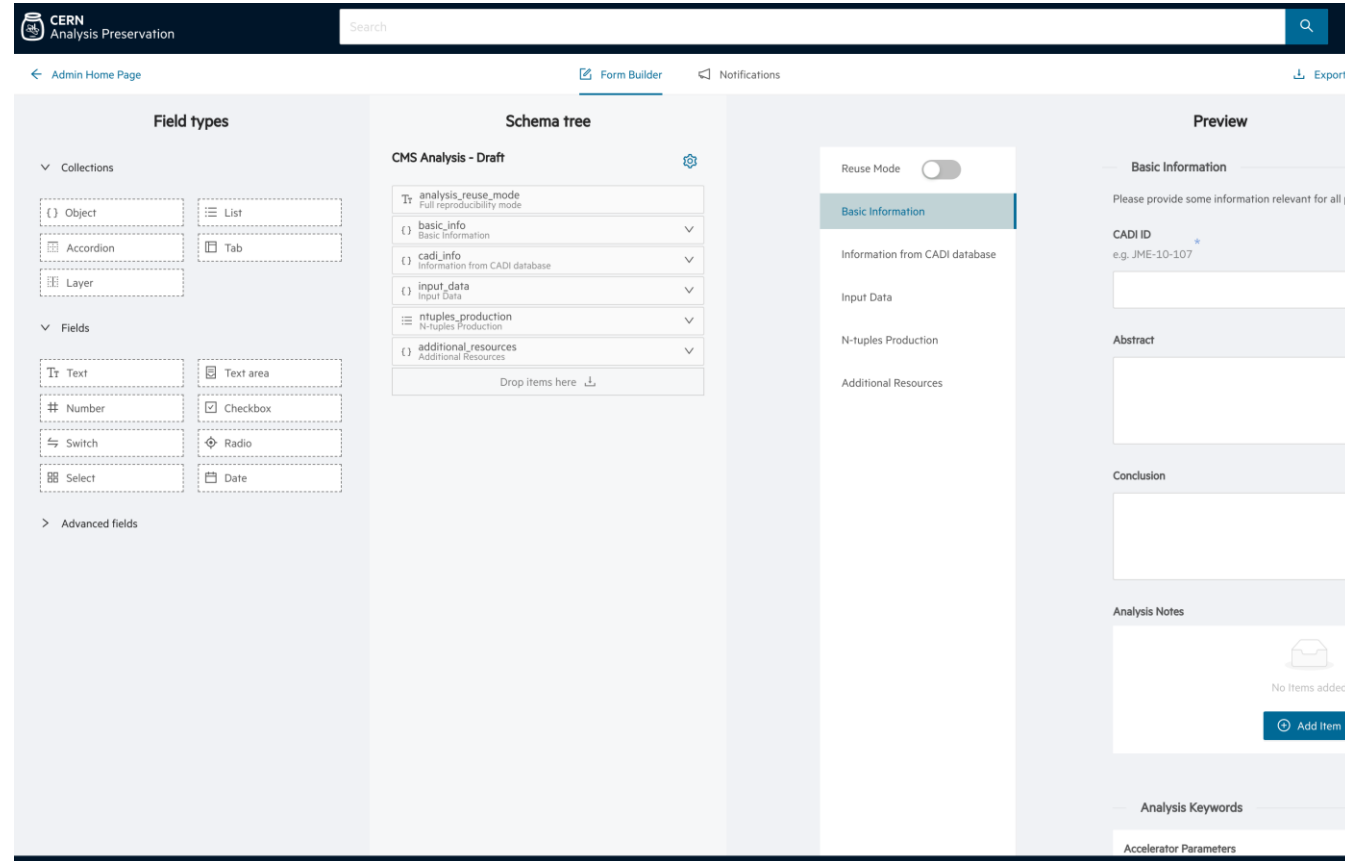 CERN
Analysis Preservation
Search
Admin Home Page
Form Builder
Notifications
Export
Field types
Collections
{} Object
List
Accordion
Tab
Layer
Fields
Tт Text
Text area
# Number
Checkbox
Switch
Radio
Select
Date
Advanced fields
Schema tree
CMS Analysis - Draft
Tт analysis_reuse_mode
Full reproducibility mode
{} basic_info
Basic Information
{} cadi_info
Information from CADI database
{} input_data
Input Data
ntuples_production
N-tuples Production
{} additional_resources
Additional Resources
Drop items here
Reuse Mode
Basic Information
Information from CADI database
Input Data
N-tuples Production
Additional Resources
Preview
Basic Information
Please provide some information relevant for all
CADI ID *
e.g. JME-10-107
Abstract
Conclusion
Analysis Notes
No Items added
Add Item
Analysis Keywords
Accelerator Parameters